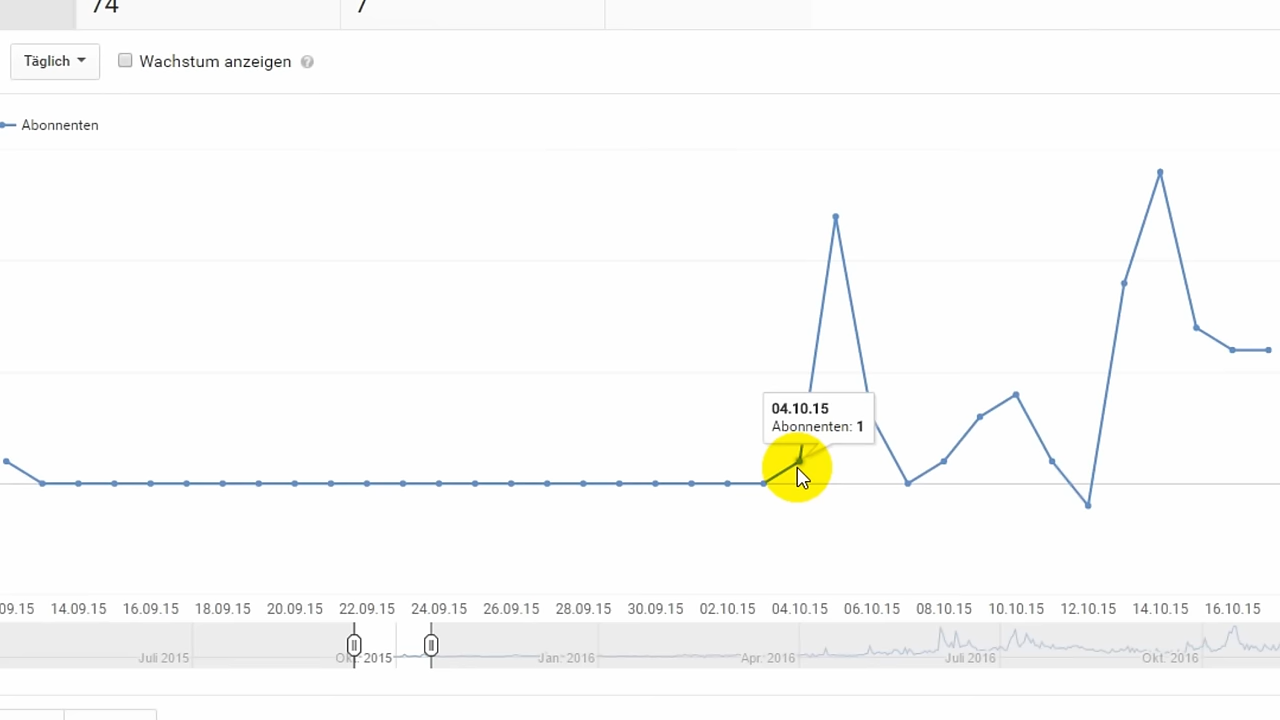 74 7
Täglich Wachstum anzeigen ?
Abonnenten
04.10.15
Abonnenten: 1
09.15 14.09.15 16.09.15 18.09.15 20.09.15 22.09.15 24.09.15 26.09.15 28.09.15 30.09.15 02.10.15 04.10.15 06.10.15 08.10.15 10.10.15 12.10.15 14.10.15 16.10.15
Juli 2015 Okt. 2015 Jan. 2016 Apr. 2016 Juli 2016 Okt. 2016